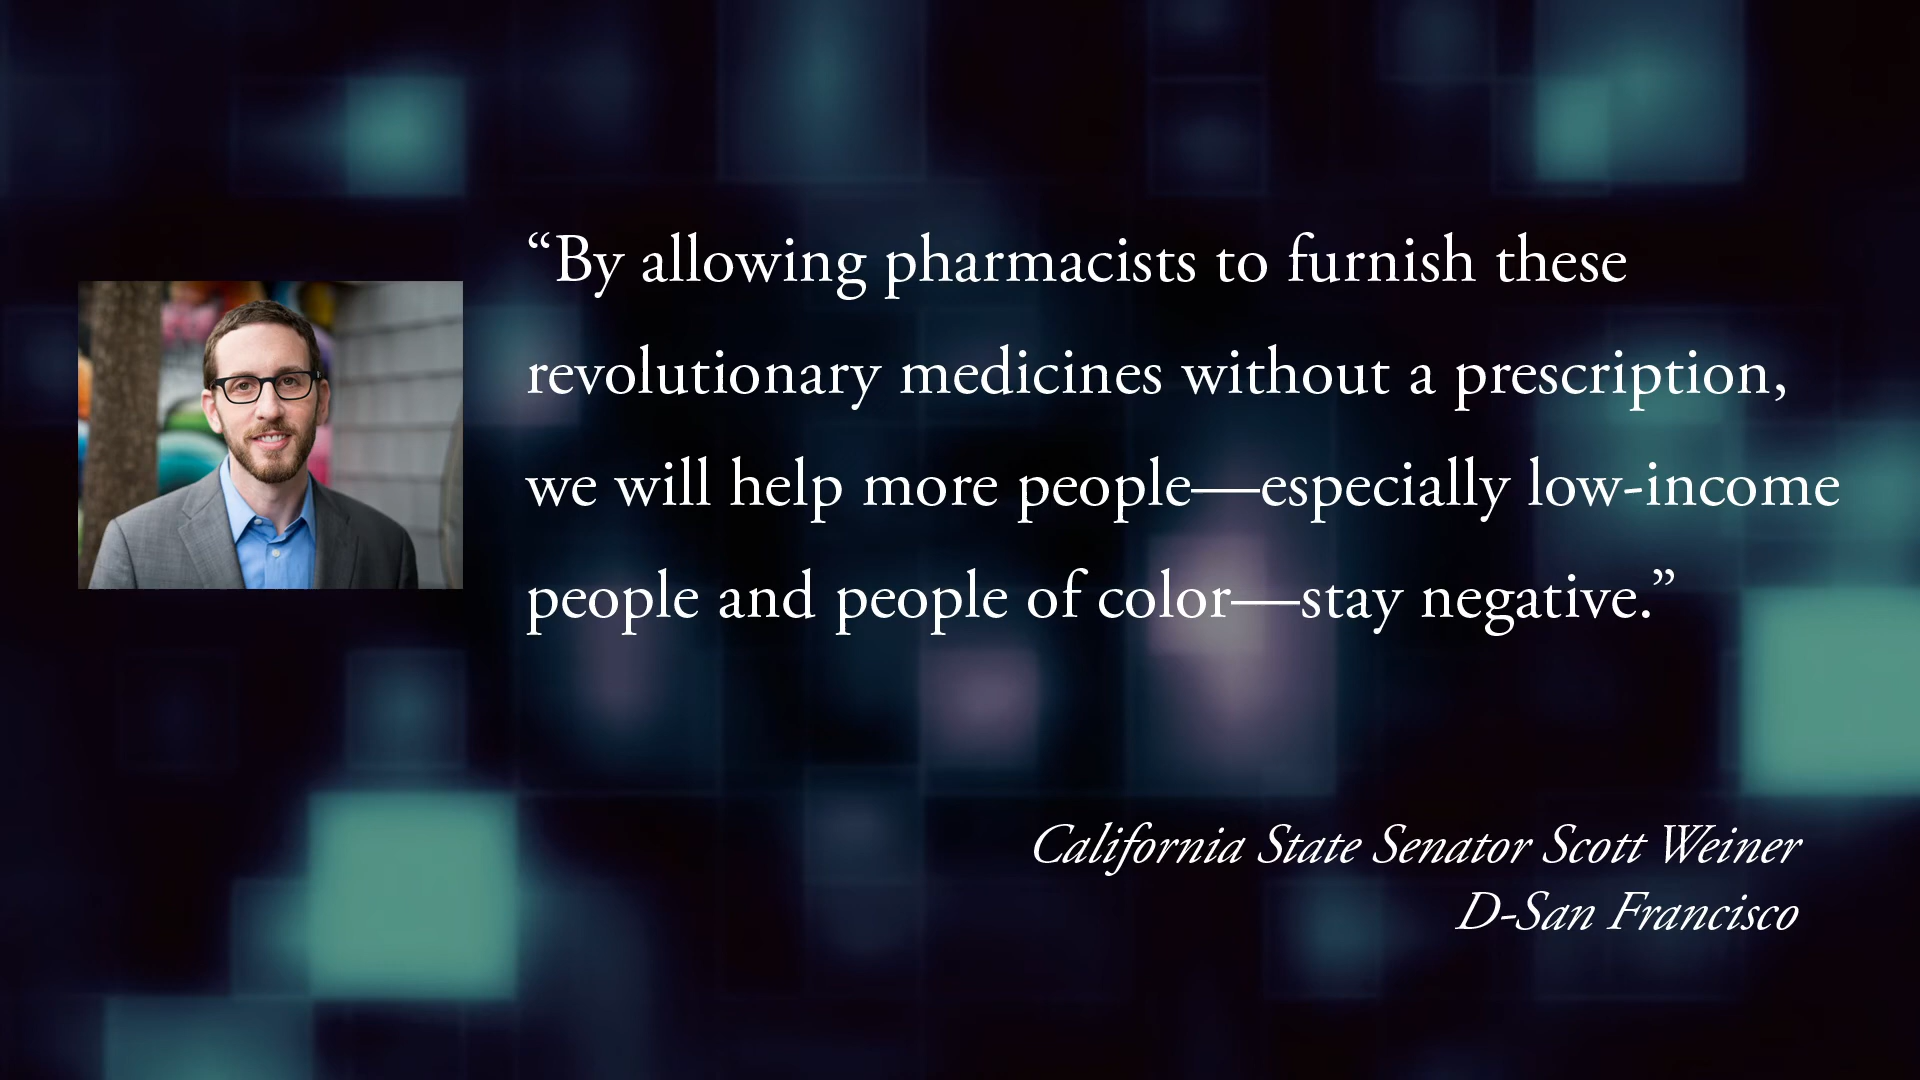 “By allowing pharmacists to furnish these
revolutionary medicines without a prescription,
we will help more people—especially low-income
people and people of color—stay negative.”
California State Senator Scott Weiner
D-San Francisco